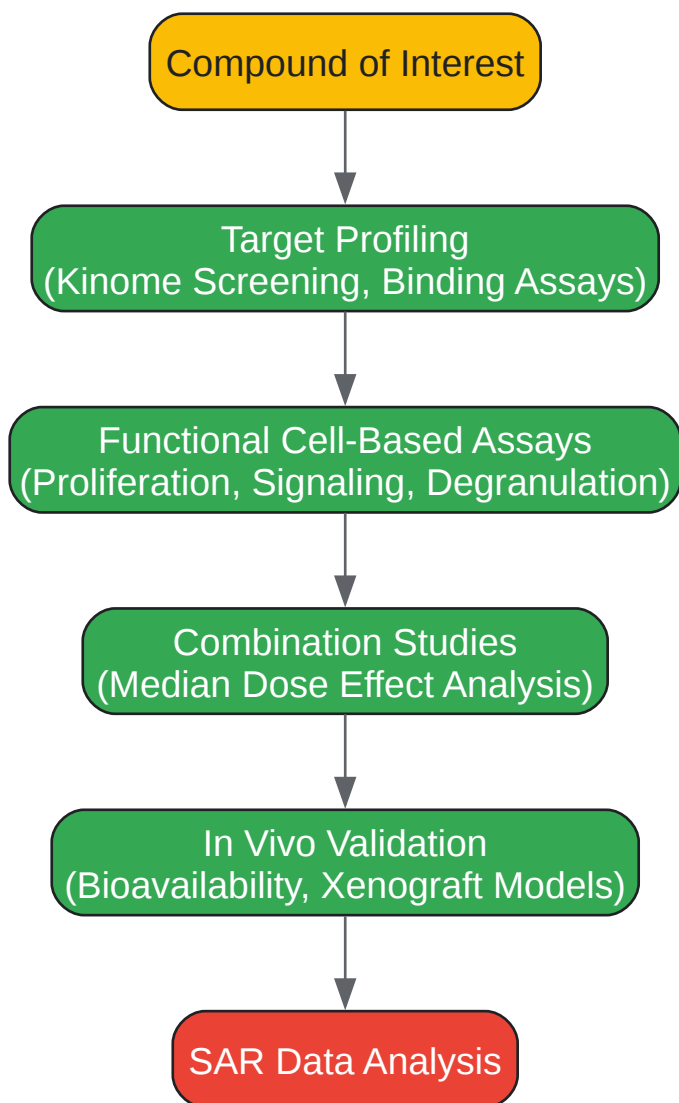 Compound of Interest
Target Profiling
(Kinome Screening, Binding Assays)
Functional Cell-Based Assays
(Proliferation, Signaling, Degranulation)
Combination Studies
(Median Dose Effect Analysis)
In Vivo Validation
(Bioavailability, Xenograft Models)
SAR Data Analysis